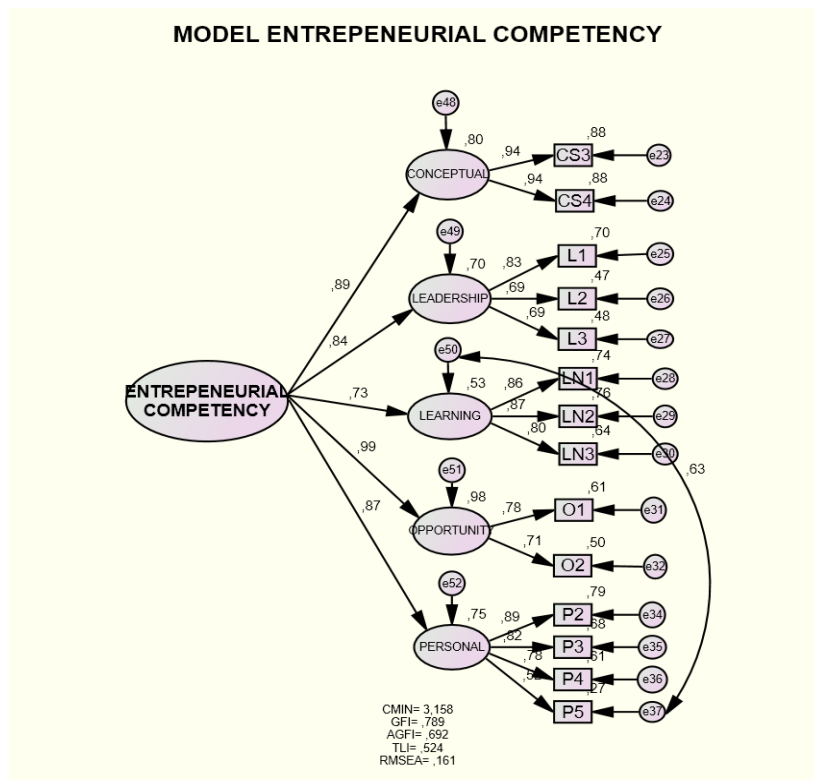 MODEL ENTREPENEURIAL COMPETENCY
e48
,80
CONCEPTUAL
,94
CS3
,88
e23
,94
CS4
,88
e24
e49
,70
LEADERSHIP
,83
L1
,70
e25
,69
L2
,47
e26
,69
L3
,48
e27
e50
,53
LEARNING
,86
LN1
,74
e28
,87
LN2
,76
e29
,80
LN3
,64
e30
,63
,89
,84
,73
,99
,87
ENTREPENEURIAL
COMPETENCY
e51
,98
OPPORTUNITY
,78
O1
,61
e31
,71
O2
,50
e32
e52
,75
PERSONAL
,89
P2
,79
e34
,82
P3
,68
e35
,78
P4
,61
e36
P5
,27
e37
CMIN= 3,158
GFI= ,789
AGFI= ,692
TLI= ,524
RMSEA= ,161